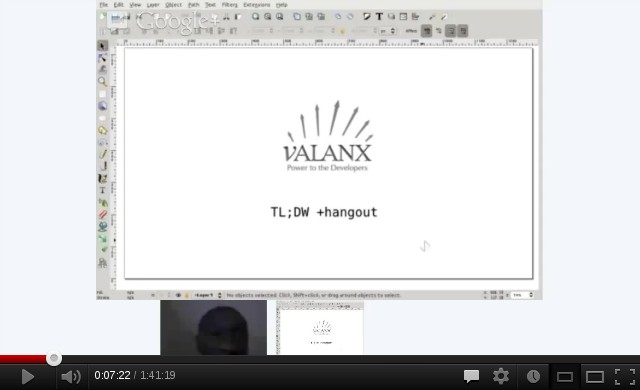 File Edit View Layer Object Path Text Filters Extensions Help
Google+
VALANX
Power to the Developers
TL;DW +hangout
No objects selected. Click, Shift+click, or drag around objects to select.
0:07:22 / 1:41:19